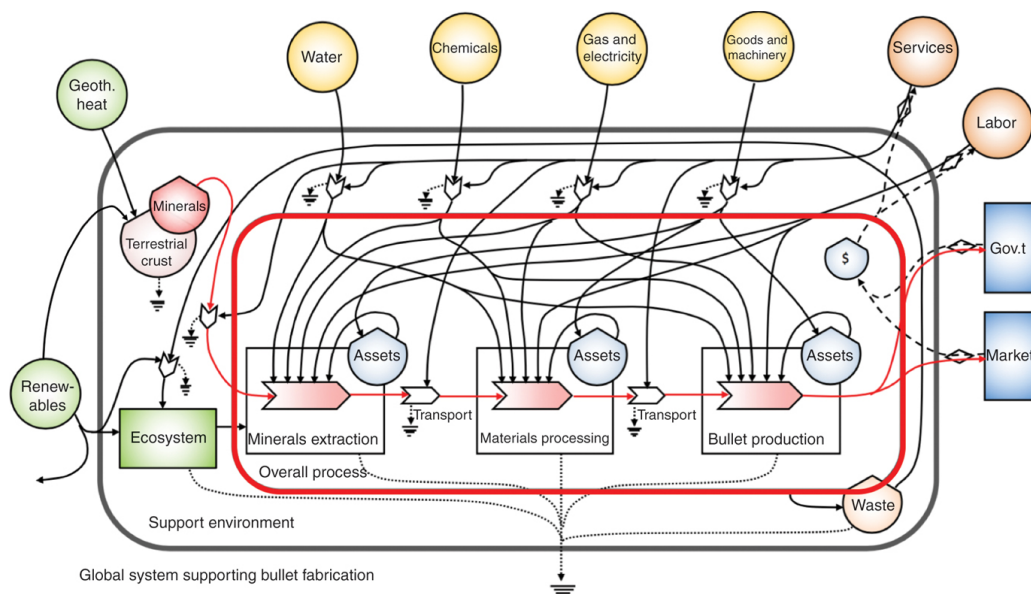 Water
Chemicals
Gas and
electricity
Goods and
machinery
Services
Geoth.
heat
Labor
Minerals
Terrestrial
crust
$
Gov.t
Market
Assets
Assets
Assets
Renew-
ables
Ecosystem
Transport
Transport
Minerals extraction
Materials processing
Bullet production
Overall process
Waste
Support environment
Global system supporting bullet fabrication